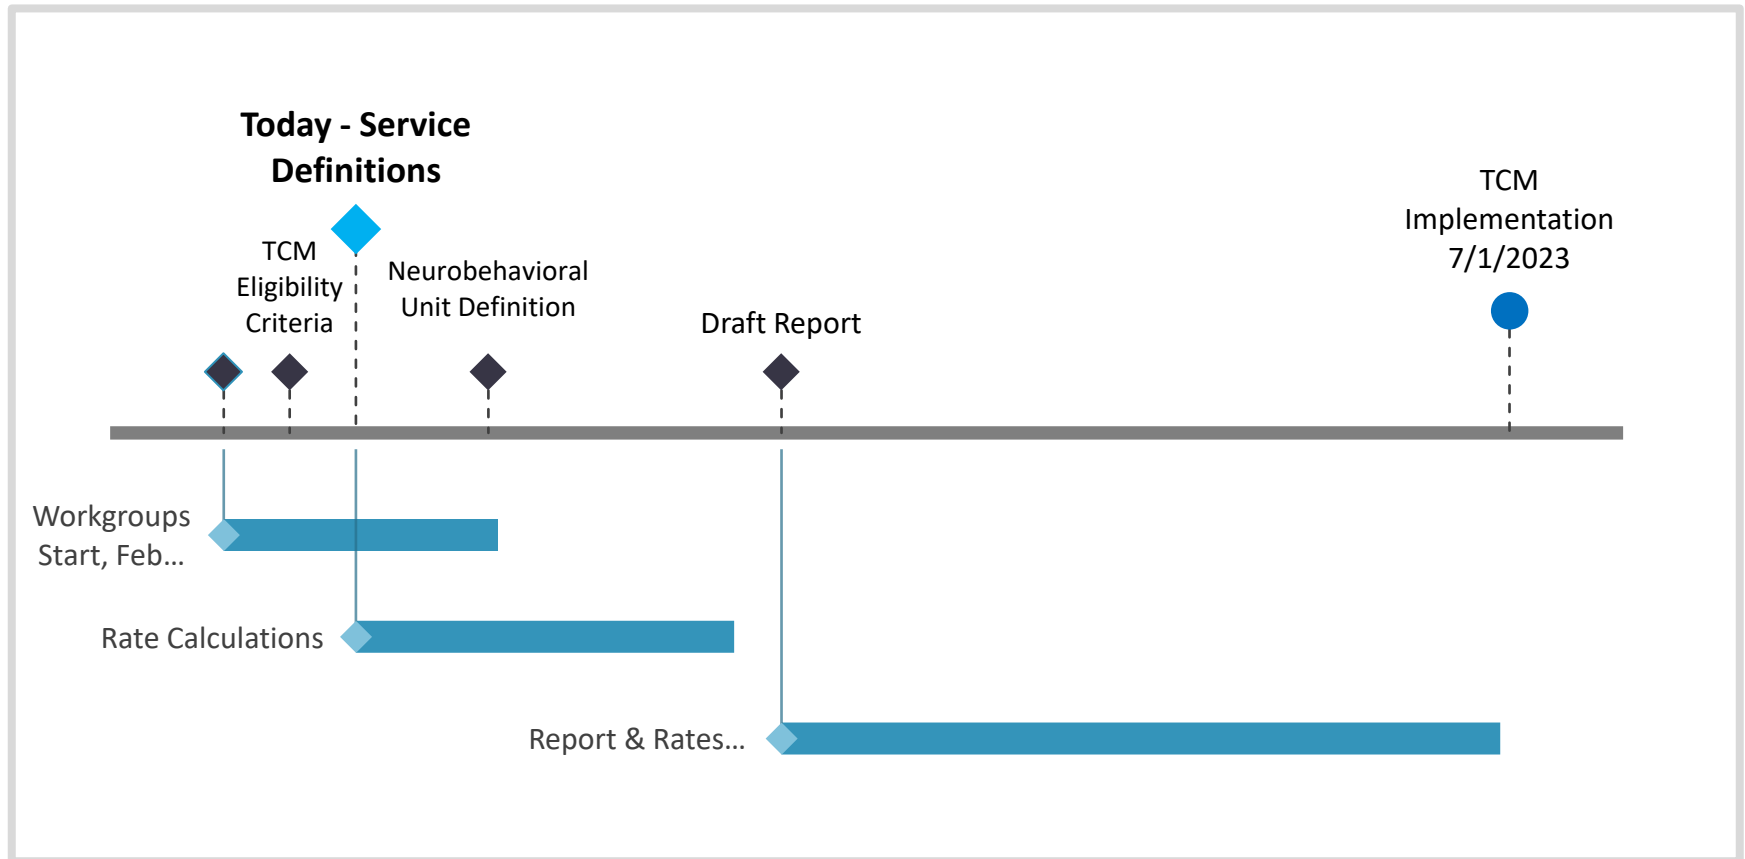 Today - Service
Definitions
TCM
Eligibility
Criteria
Neurobehavioral
Unit Definition
Draft Report
TCM
Implementation
7/1/2023
Workgroups
Start, Feb…
Rate Calculations
Report & Rates…